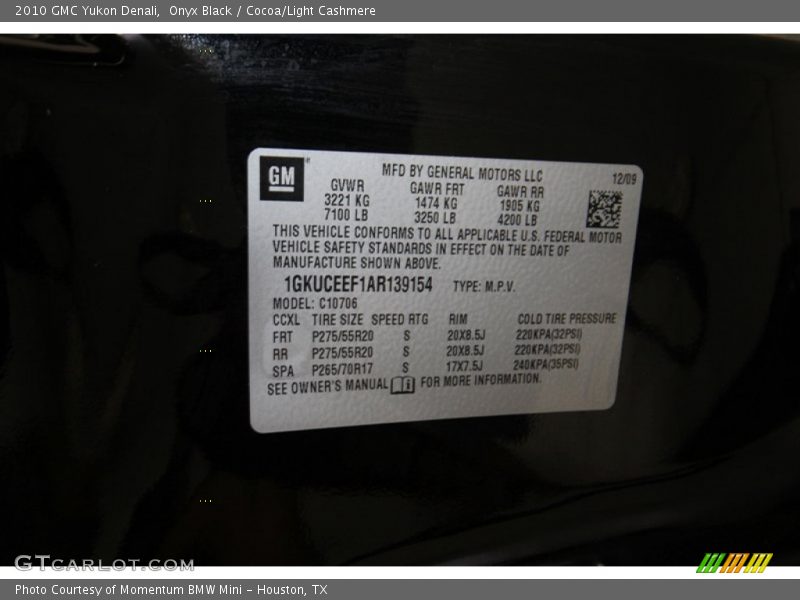 2010 GMC Yukon Denali, Onyx Black / Cocoa/Light Cashmere
GM
MFD BY GENERAL MOTORS LLC
12/09
GVWR GAWR FRT GAWR RR
3221 KG 1474 KG 1905 KG
7100 LB 3250 LB 4200 LB
THIS VEHICLE CONFORMS TO ALL APPLICABLE U.S. FEDERAL MOTOR
VEHICLE SAFETY STANDARDS IN EFFECT ON THE DATE OF
MANUFACTURE SHOWN ABOVE.
1GKUCEEF1AR139154 TYPE: M.P.V.
MODEL: C10706
CCXL TIRE SIZE SPEED RTG RIM COLD TIRE PRESSURE
FRT P275/55R20 S 20X8.5J 220KPA(32PSI)
RR P275/55R20 S 20X8.5J 220KPA(32PSI)
SPA P265/70R17 S 17X7.5J 240KPA(35PSI)
SEE OWNER'S MANUAL FOR MORE INFORMATION.
GTCARLOT.COM
Photo Courtesy of Momentum BMW Mini - Houston, TX